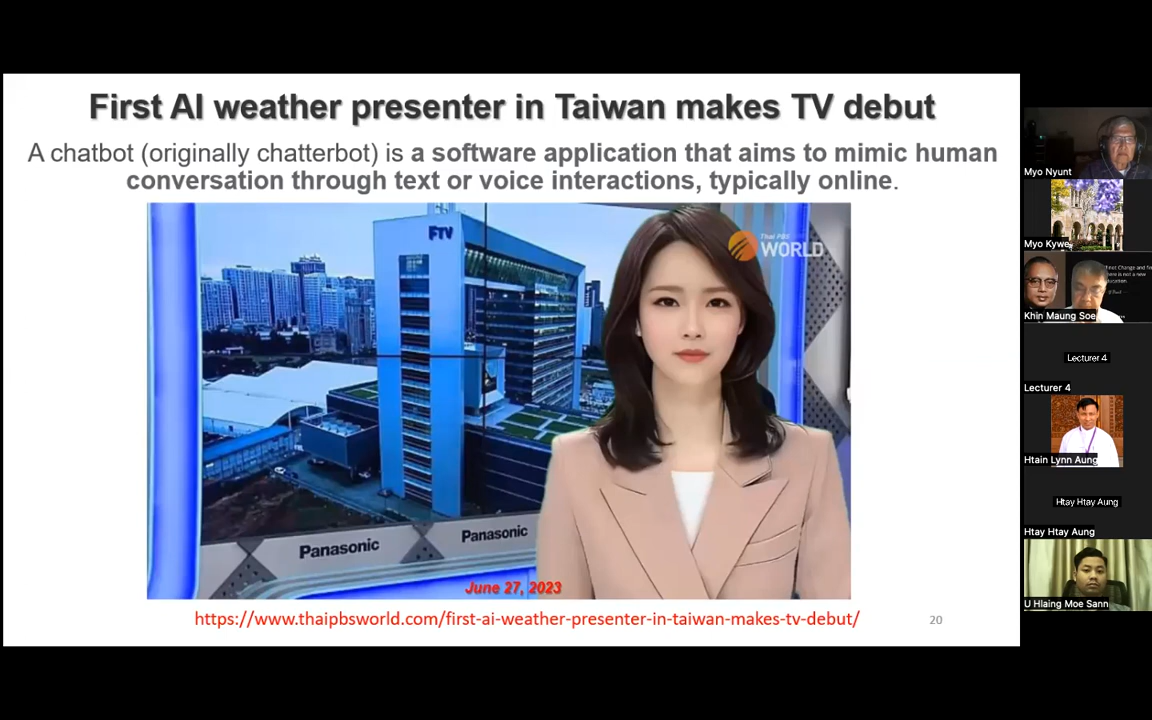 First AI weather presenter in Taiwan makes TV debut
A chatbot (originally chatterbot) is a software application that aims to mimic human
conversation through text or voice interactions, typically online.
FTV
Thai PBS
WORLD
Panasonic
Panasonic
June 27, 2023
https://www.thaipbsworld.com/first-ai-weather-presenter-in-taiwan-makes-tv-debut/
20
Myo Nyunt
Myo Kywe
Khin Maung Soe
Lecturer 4
Lecturer 4
Htain Lynn Aung
Htay Htay Aung
Htay Htay Aung
U Hlaing Moe Sann